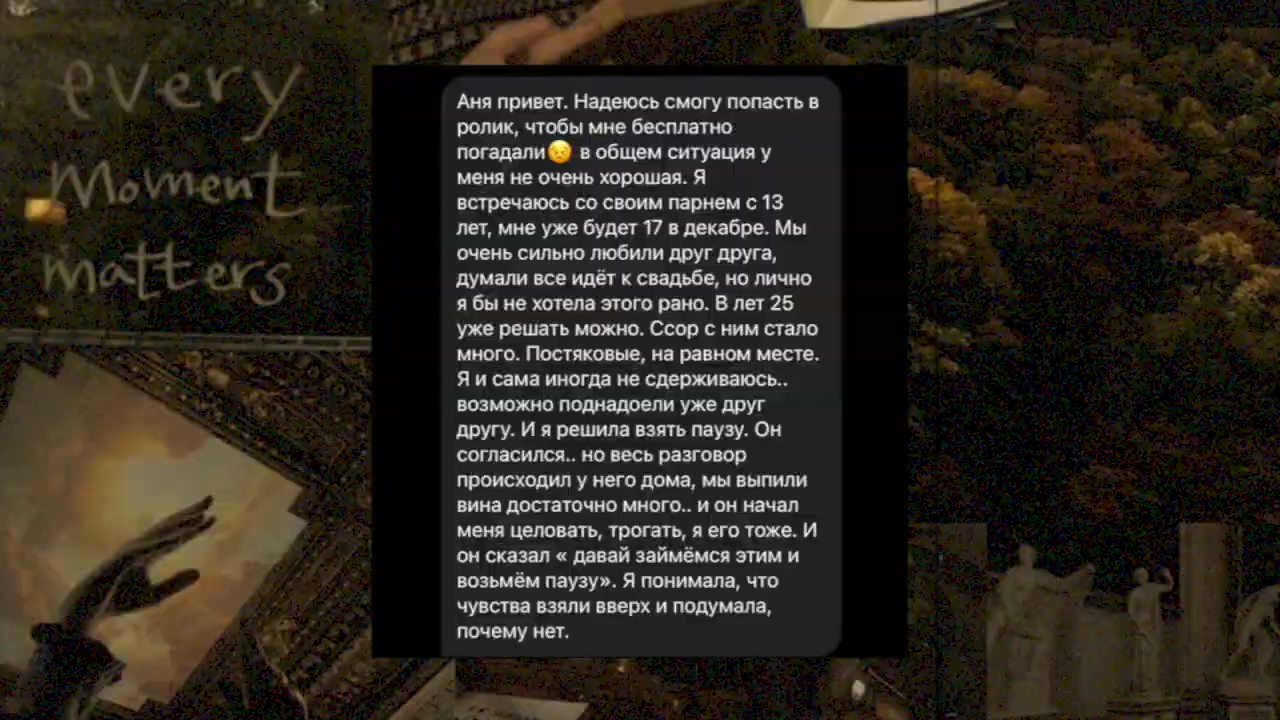 every
Moment
matters
Аня привет. Надеюсь смогу попасть в
ролик, чтобы мне бесплатно
погадали😣 в общем ситуация у
меня не очень хорошая. Я
встречаюсь со своим парнем с 13
лет, мне уже будет 17 в декабре. Мы
очень сильно любили друг друга,
думали все идёт к свадьбе, но лично
я бы не хотела этого рано. В лет 25
уже решать можно. Ссор с ним стало
много. Постяковые, на равном месте.
Я и сама иногда не сдерживаюсь..
возможно поднадоели уже друг
другу. И я решила взять паузу. Он
согласился.. но весь разговор
происходил у него дома, мы выпили
вина достаточно много.. и он начал
меня целовать, трогать, я его тоже. И
он сказал « давай займёмся этим и
возьмём паузу». Я понимала, что
чувства взяли вверх и подумала,
почему нет.